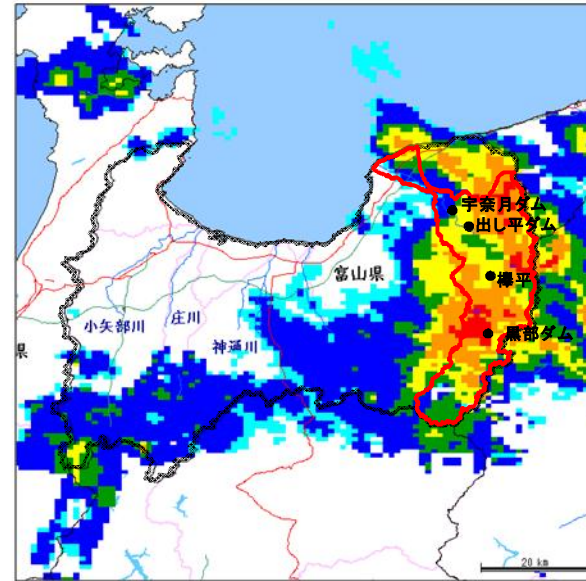 宇奈月ダム
出し平ダム
富山県
欅平
庄川
小矢部川
黒部ダム
神通川
県
20 km